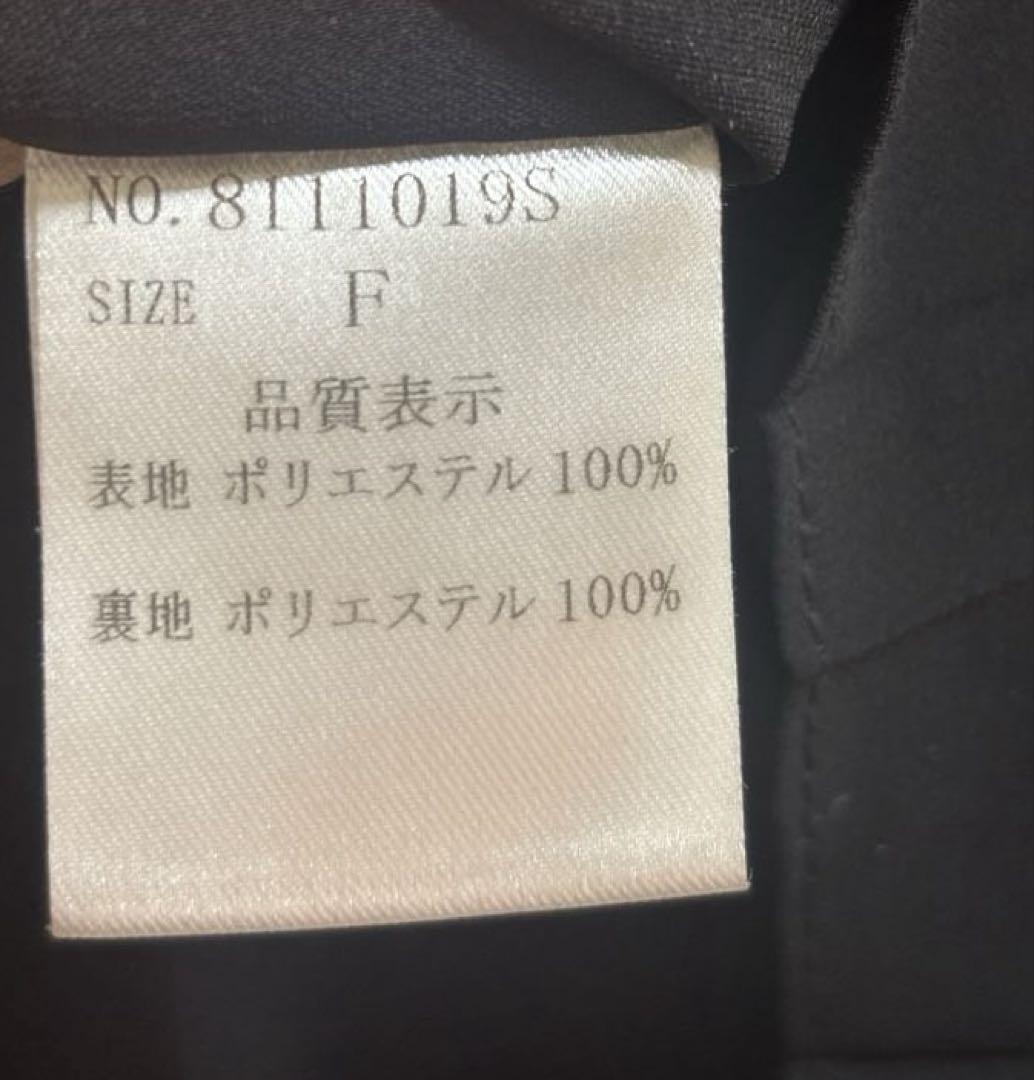 NO. 8111019S
SIZE F
品質表示
表地 ポリエステル 100%
裏地 ポリエステル 100%